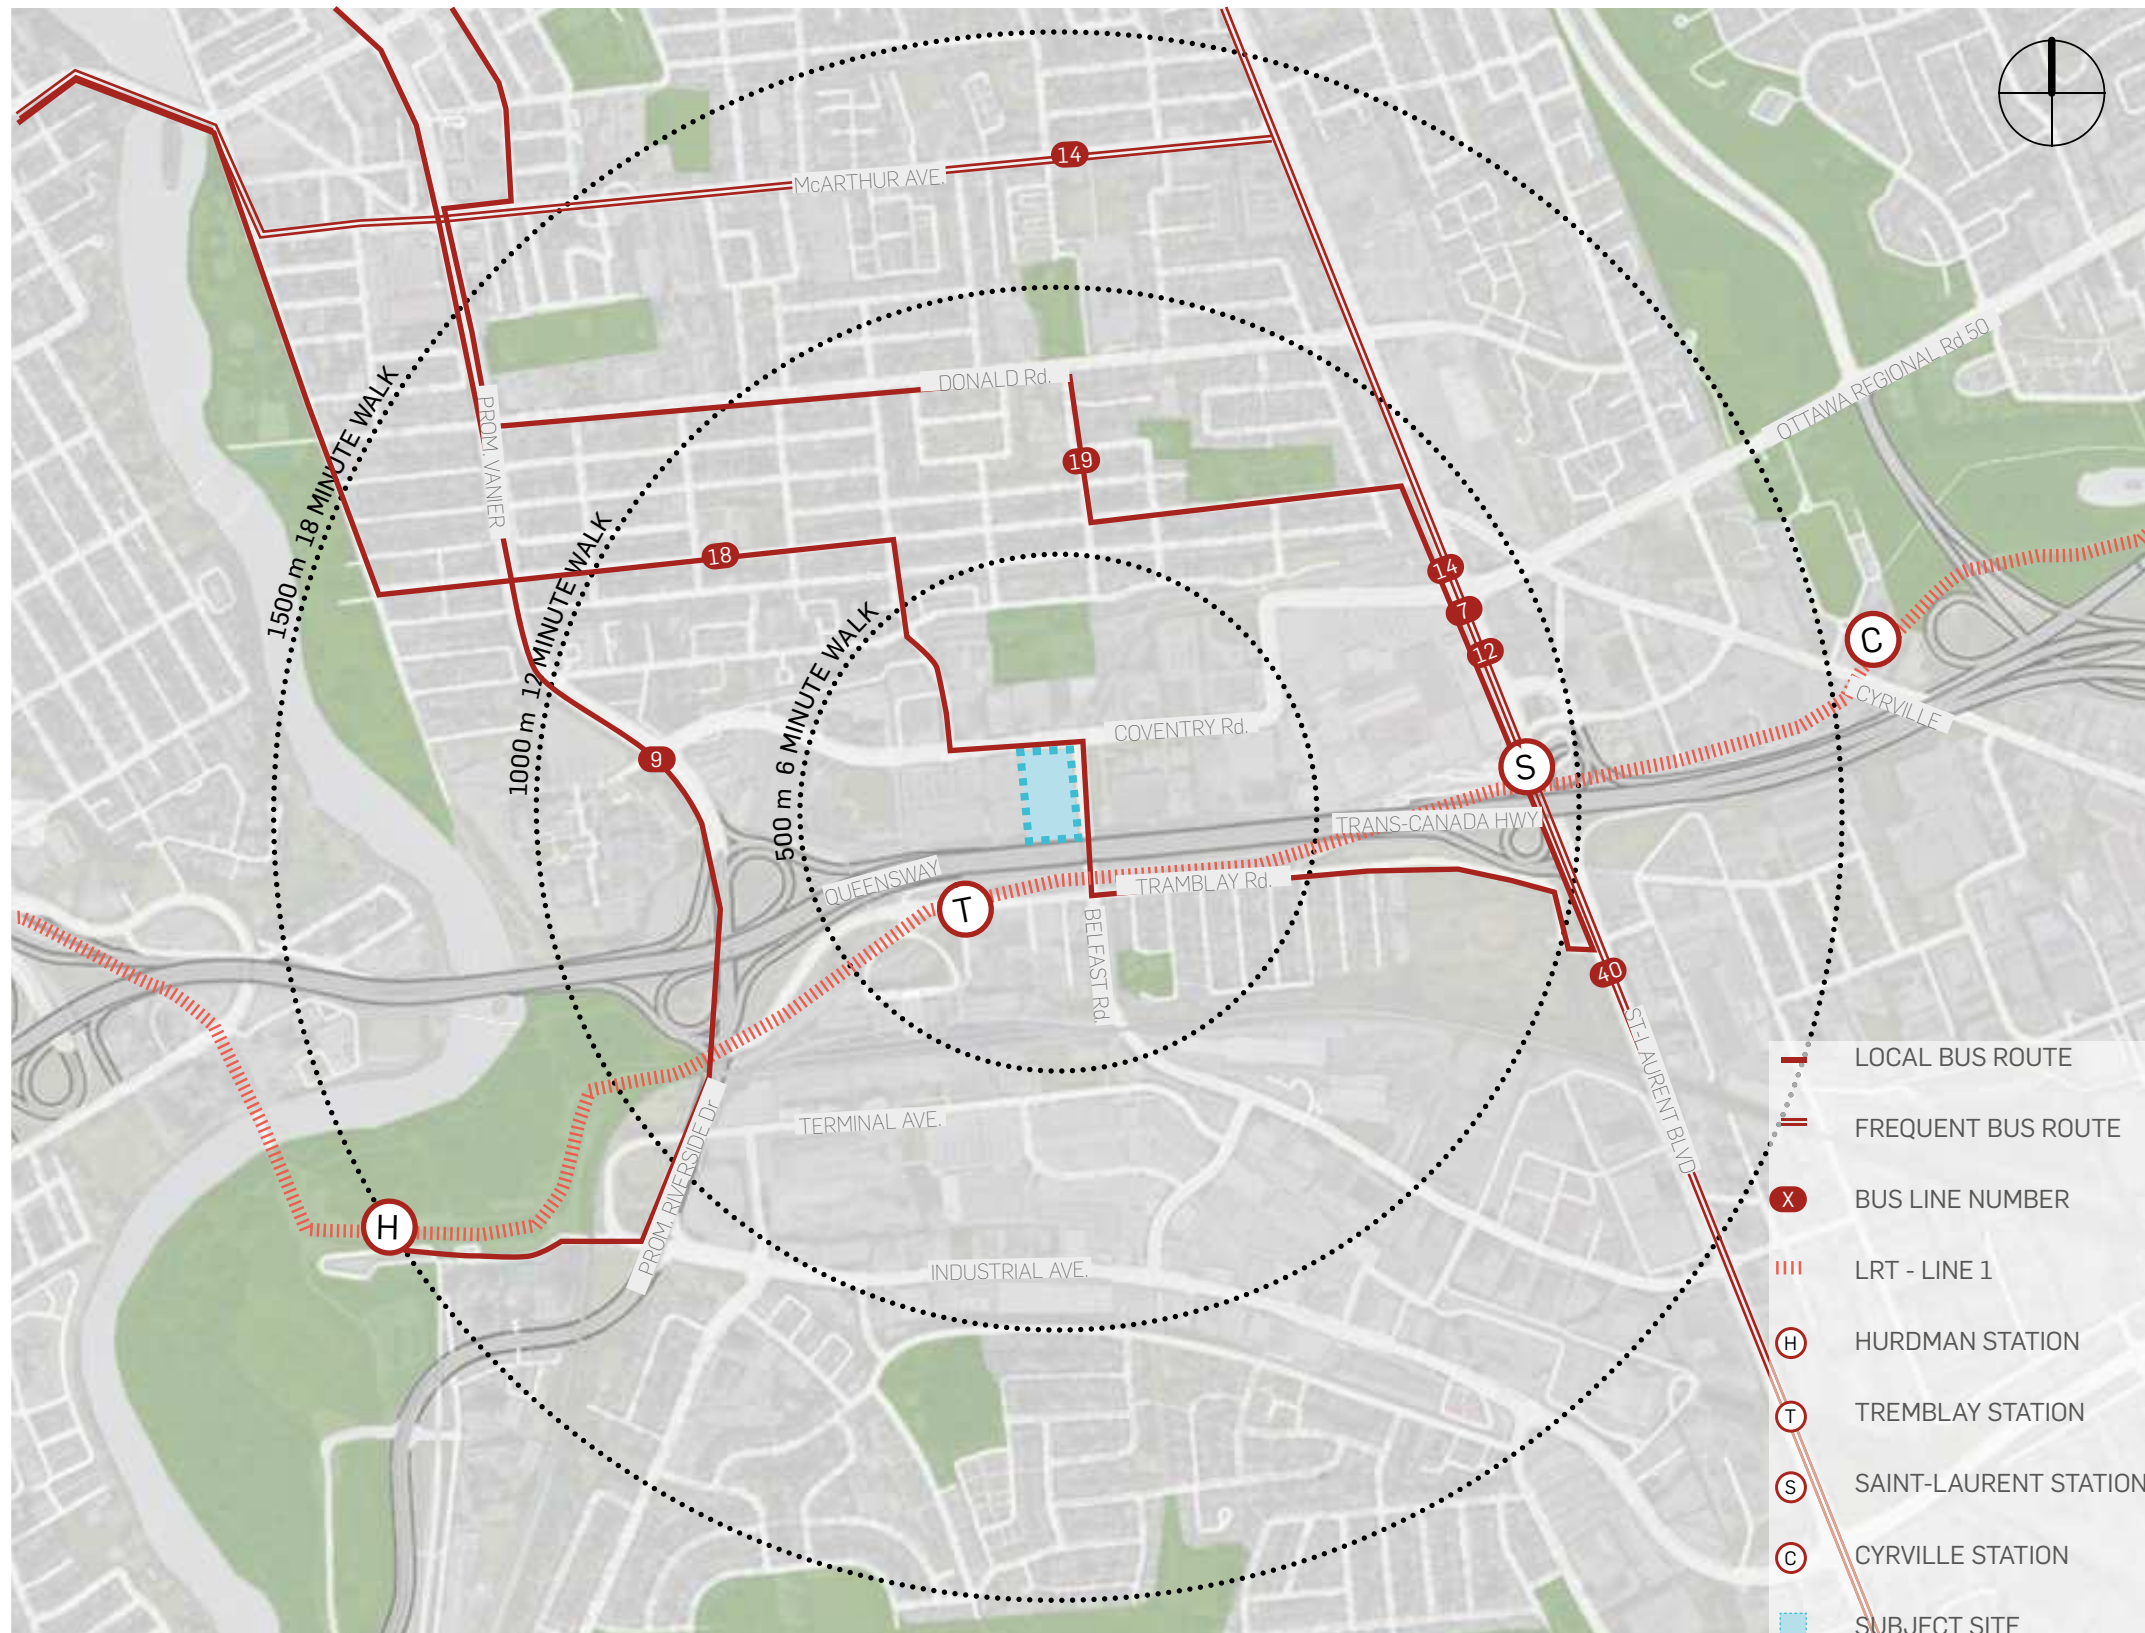 14
McARTHUR AVE.
OTTAWA REGIONAL Rd 50
DONALD Rd.
PROM. VANIER
19
1500 m 18 MINUTE WALK
1000 m 12 MINUTE WALK
500 m 6 MINUTE WALK
18
14
7
12
C
CYRVILLE
COVENTRY Rd.
9
S
TRANS-CANADA HWY
QUEENSWAY
TRAMBLAY Rd.
T
BELFAST Rd.
40
ST-LAURENT BLVD
TERMINAL AVE.
PROM. RIVERSIDE Dr
H
INDUSTRIAL AVE.
LOCAL BUS ROUTE
FREQUENT BUS ROUTE
X BUS LINE NUMBER
LRT - LINE 1
H HURDMAN STATION
T TREMBLAY STATION
S SAINT-LAURENT STATION
C CYRVILLE STATION
SUBJECT SITE